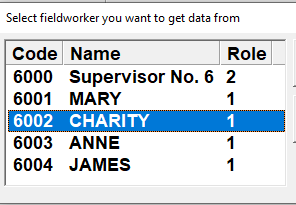 Select fieldworker you want to get data from
Code Name Role
6000 Supervisor No. 6 2
6001 MARY 1
6002 CHARITY 1
6003 ANNE 1
6004 JAMES 1